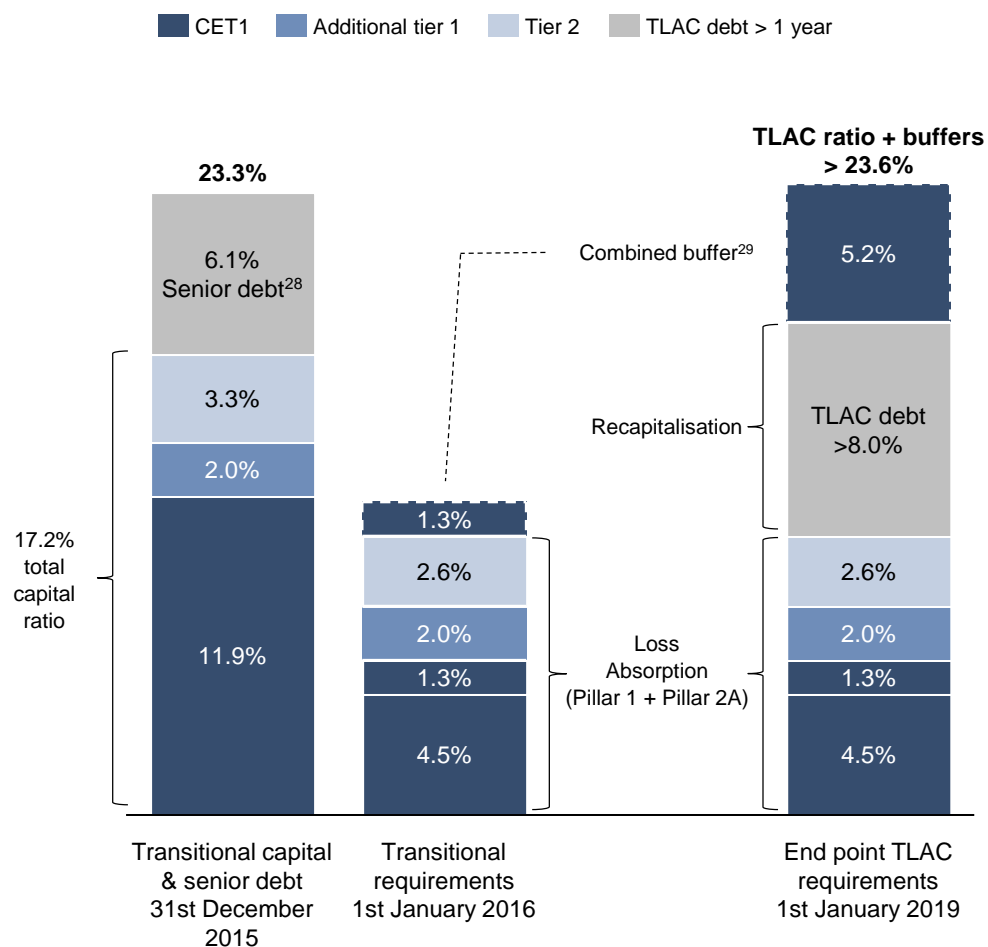 CET1 Additional tier 1 Tier 2 TLAC debt > 1 year
23.3%
6.1%
Senior debt28
3.3%
2.0%
11.9%
17.2%
total
capital
ratio
Combined buffer29
1.3%
2.6%
2.0%
1.3%
4.5%
Recapitalisation
Loss
Absorption
(Pillar 1 + Pillar 2A)
TLAC ratio + buffers
> 23.6%
5.2%
TLAC debt
>8.0%
2.6%
2.0%
1.3%
4.5%
Transitional capital
& senior debt
31st December
2015
Transitional
requirements
1st January 2016
End point TLAC
requirements
1st January 2019